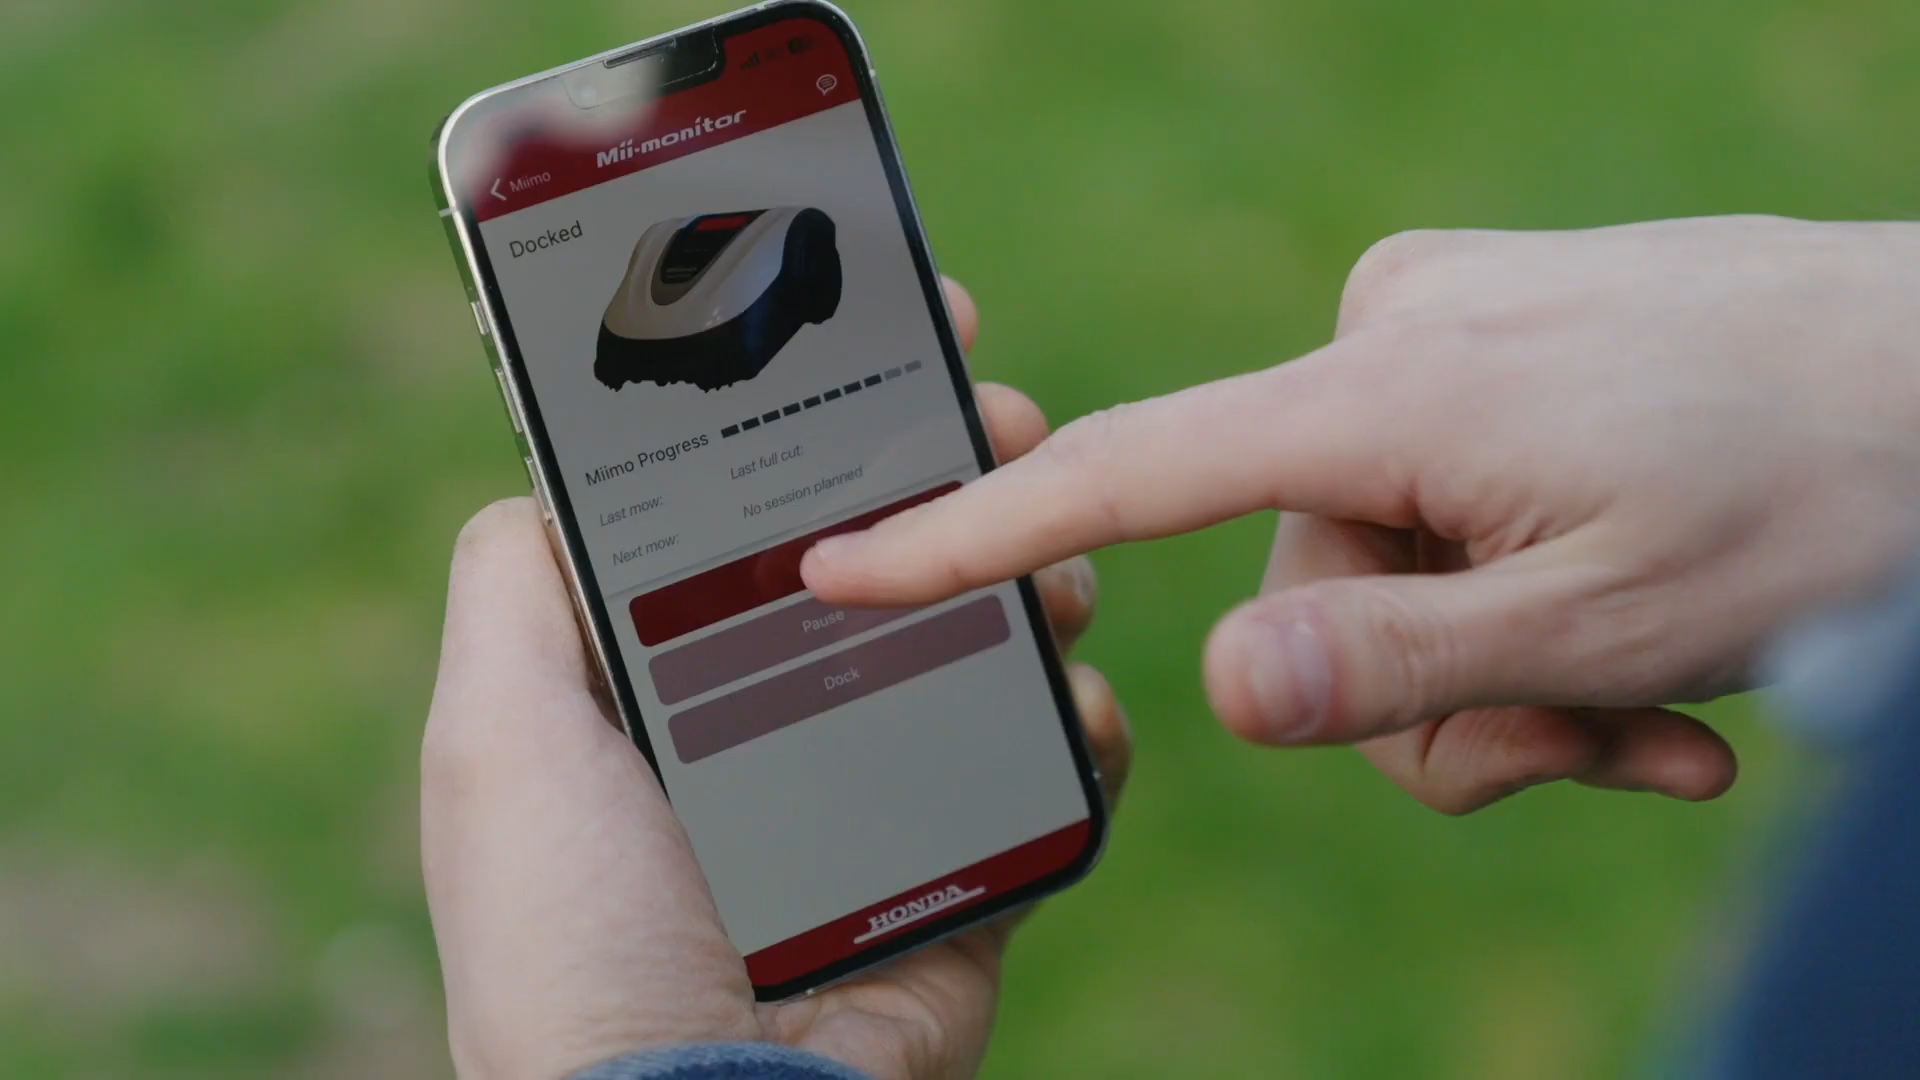 Mii-monitor
Miimo
Docked
Miimo Progress
Last mow:
Last full cut:
Next mow:
No session planned
Pause
Dock
HONDA